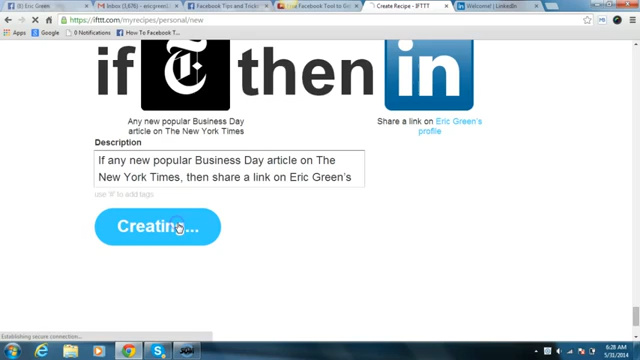 Eric Green
Inbox (3,676) - ericgreen
Facebook Tips and Tricks
Facebook Tool to G
Create Recipe - IFTTT
Welcome! | LinkedIn
https://ifttt.com/myrecipes/personal/new
Apps
Google
0 Notifications
How To Facebook
if
T
then
in
Any new popular Business Day
article on The New York Times
Share a link on Eric Green's
profile
Description
If any new popular Business Day article on The
New York Times, then share a link on Eric Green's
use '#' to add tags
Creating...
Establishing secure connection...
6:28 AM
5/31/2014